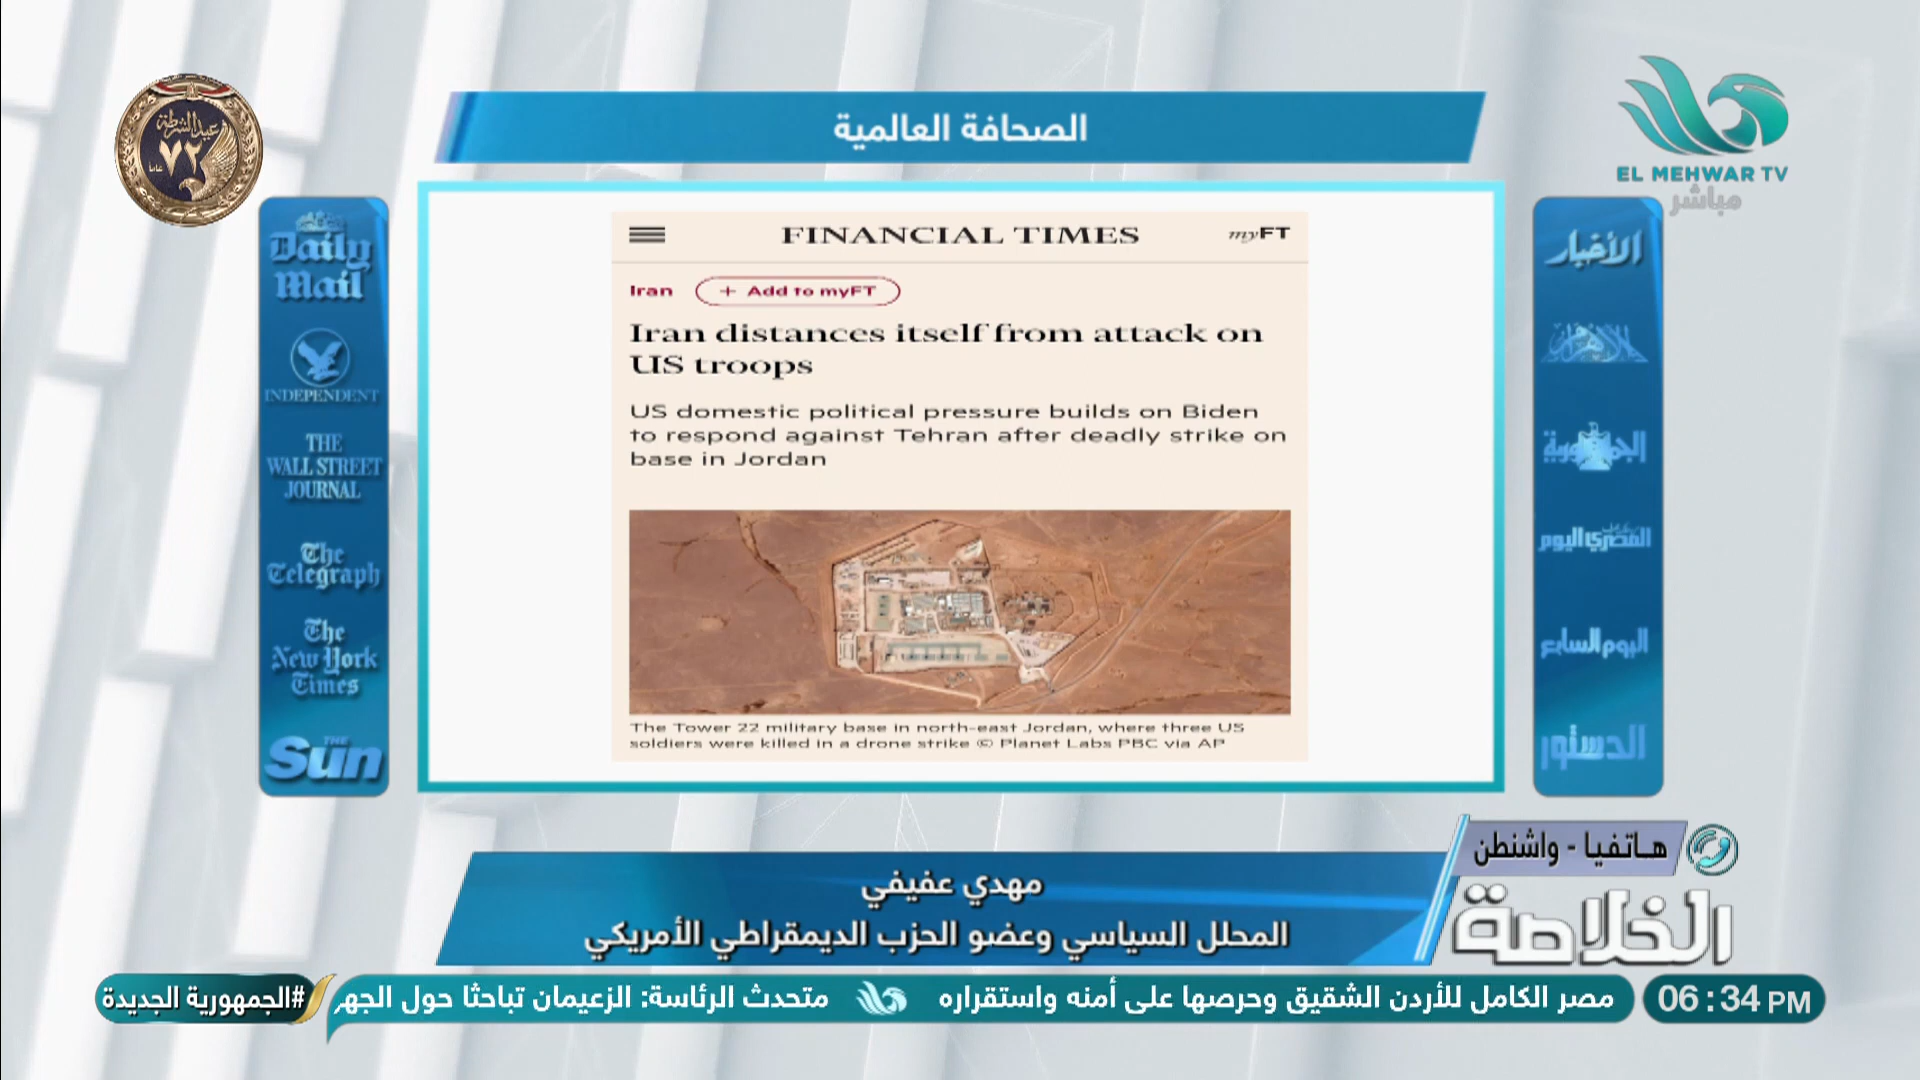 عيد الشرطة
٧٢
عاماً
الصحافة العالمية
EL MEHWAR TV
مباشر
Daily
Mail
INDEPENDENT
THE
WALL STREET
JOURNAL
The
Telegraph
The
New York
Times
THE
Sun
FINANCIAL TIMES
myFT
Iran
+ Add to myFT
Iran distances itself from attack on
US troops
US domestic political pressure builds on Biden
to respond against Tehran after deadly strike on
base in Jordan
The Tower 22 military base in north-east Jordan, where three US
soldiers were killed in a drone strike © Planet Labs PBC via AP
الأخبار
الأهرام
الجمهورية
المصري اليوم
اليوم السابع
الدستور
هاتفيا - واشنطن
الخلاصة
مهدي عفيفي
المحلل السياسي وعضو الحزب الديمقراطي الأمريكي
06:34 PM
مصر الكامل للأردن الشقيق وحرصها على أمنه واستقراره
متحدث الرئاسة: الزعيمان تباحثا حول الجه
#الجمهورية الجديدة